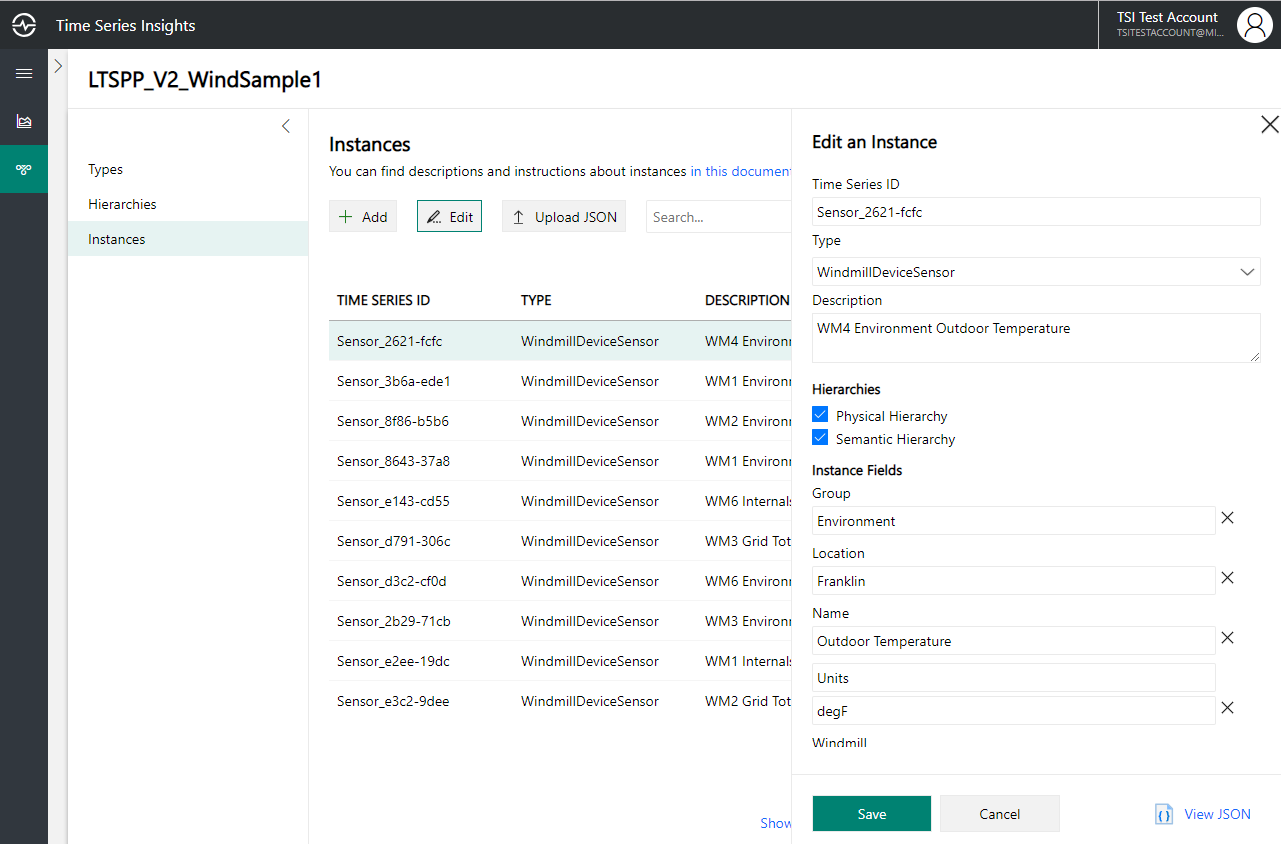 Time Series Insights
TSI Test Account
TSITESTACCOUNT@MI...
LTSPP_V2_WindSample1
Types
Hierarchies
Instances
Instances
You can find descriptions and instructions about instances in this document
Add
Edit
Upload JSON
Search...
TIME SERIES ID TYPE DESCRIPTION
Sensor_2621-fcfc WindmillDeviceSensor WM4 Environ
Sensor_3b6a-ede1 WindmillDeviceSensor WM1 Environ
Sensor_8f86-b5b6 WindmillDeviceSensor WM2 Environ
Sensor_8643-37a8 WindmillDeviceSensor WM1 Environ
Sensor_e143-cd55 WindmillDeviceSensor WM6 Internals
Sensor_d791-306c WindmillDeviceSensor WM3 Grid Tot
Sensor_d3c2-cf0d WindmillDeviceSensor WM6 Environ
Sensor_2b29-71cb WindmillDeviceSensor WM3 Environ
Sensor_e2ee-19dc WindmillDeviceSensor WM1 Internals
Sensor_e3c2-9dee WindmillDeviceSensor WM2 Grid Tot
Show
Edit an Instance
Time Series ID
Sensor_2621-fcfc
Type
WindmillDeviceSensor
Description
WM4 Environment Outdoor Temperature
Hierarchies
Physical Hierarchy
Semantic Hierarchy
Instance Fields
Group
Environment
Location
Franklin
Name
Outdoor Temperature
Units
degF
Windmill
Save
Cancel
View JSON